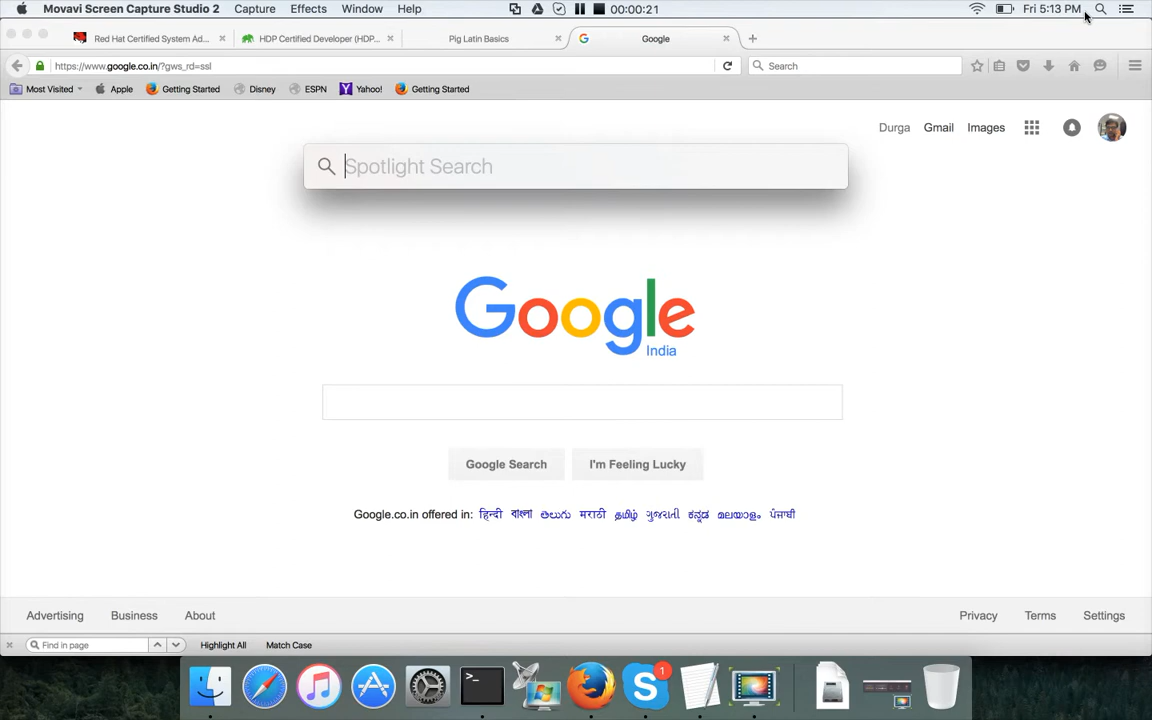 Movavi Screen Capture Studio 2 Capture Effects Window Help 00:00:21 Fri 5:13 PM
Red Hat Certified System Ad... HDP Certified Developer (HDP... Pig Latin Basics Google
https://www.google.co.in/?gws_rd=ssl Search
Most Visited Apple Getting Started Disney ESPN Yahoo! Getting Started
Durga Gmail Images
Spotlight Search
Google
India
Google Search I'm Feeling Lucky
Google.co.in offered in: हिन्दी বাংলা తెలుగు मराठी தமிழ் ગુજરાતી ಕನ್ನಡ മലയാളം ਪੰਜਾਬੀ
Advertising Business About Privacy Terms Settings
Find in page Highlight All Match Case
>_ S 1